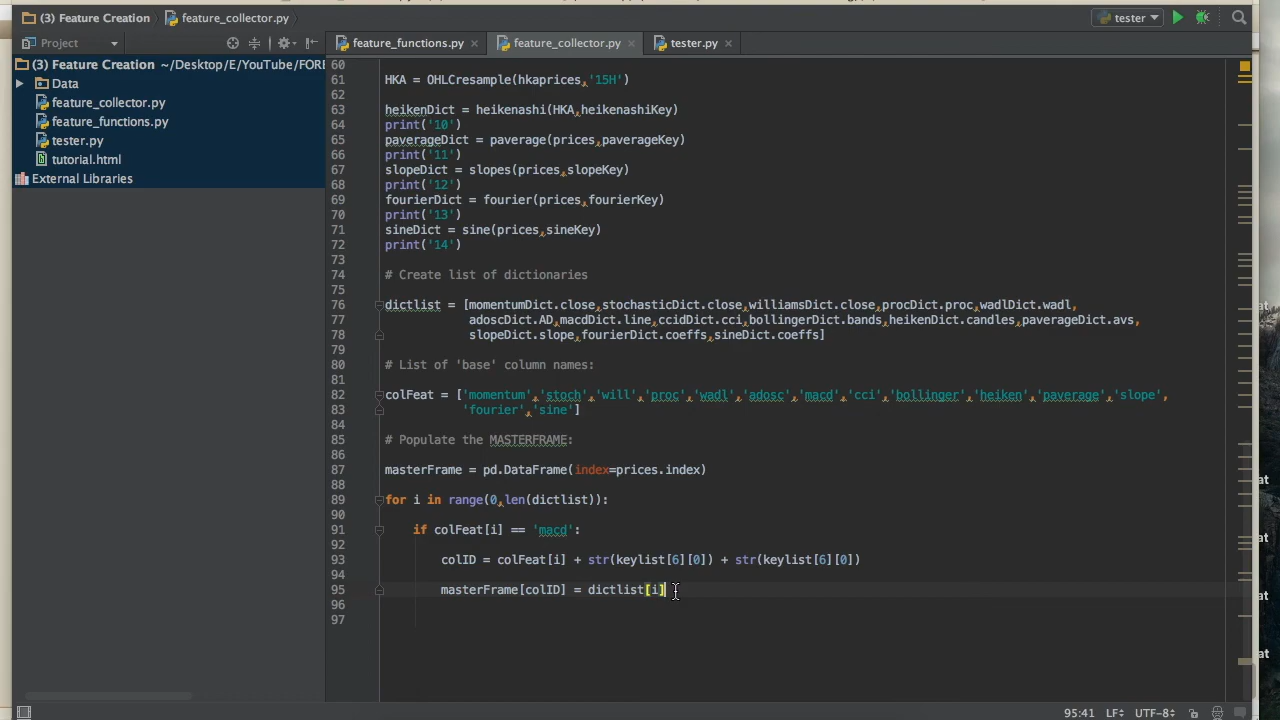 (3) Feature Creation feature_collector.py tester
Project feature_functions.py feature_collector.py tester.py
(3) Feature Creation ~/Desktop/E/YouTube/FOR
Data
feature_collector.py
feature_functions.py
tester.py
tutorial.html
External Libraries
60
61 HKA = OHLCresample(hkaprices,'15H')
62
63 heikenDict = heikenashi(HKA,heikenashiKey)
64 print('10')
65 paverageDict = paverage(prices,paverageKey)
66 print('11')
67 slopeDict = slopes(prices,slopeKey)
68 print('12')
69 fourierDict = fourier(prices,fourierKey)
70 print('13')
71 sineDict = sine(prices,sineKey)
72 print('14')
73
74 # Create list of dictionaries
75
76 dictlist = [momentumDict.close,stochasticDict.close,williamsDict.close,procDict.proc,wadlDict.wadl,
77 adoscDict.AD,macdDict.line,ccidDict.cci,bollingerDict.bands,heikenDict.candles,paverageDict.avs,
78 slopeDict.slope,fourierDict.coeffs,sineDict.coeffs]
79
80 # List of 'base' column names:
81
82 colFeat = ['momentum','stoch','will','proc','wadl','adosc','macd','cci','bollinger','heiken','paverage','slope',
83 'fourier','sine']
84
85 # Populate the MASTERFRAME:
86
87 masterFrame = pd.DataFrame(index=prices.index)
88
89 for i in range(0,len(dictlist)):
90
91 if colFeat[i] == 'macd':
92
93 colID = colFeat[i] + str(keylist[6][0]) + str(keylist[6][0])
94
95 masterFrame[colID] = dictlist[i]
96
97
at
at
at
at
at
at
95:41 LF UTF-8